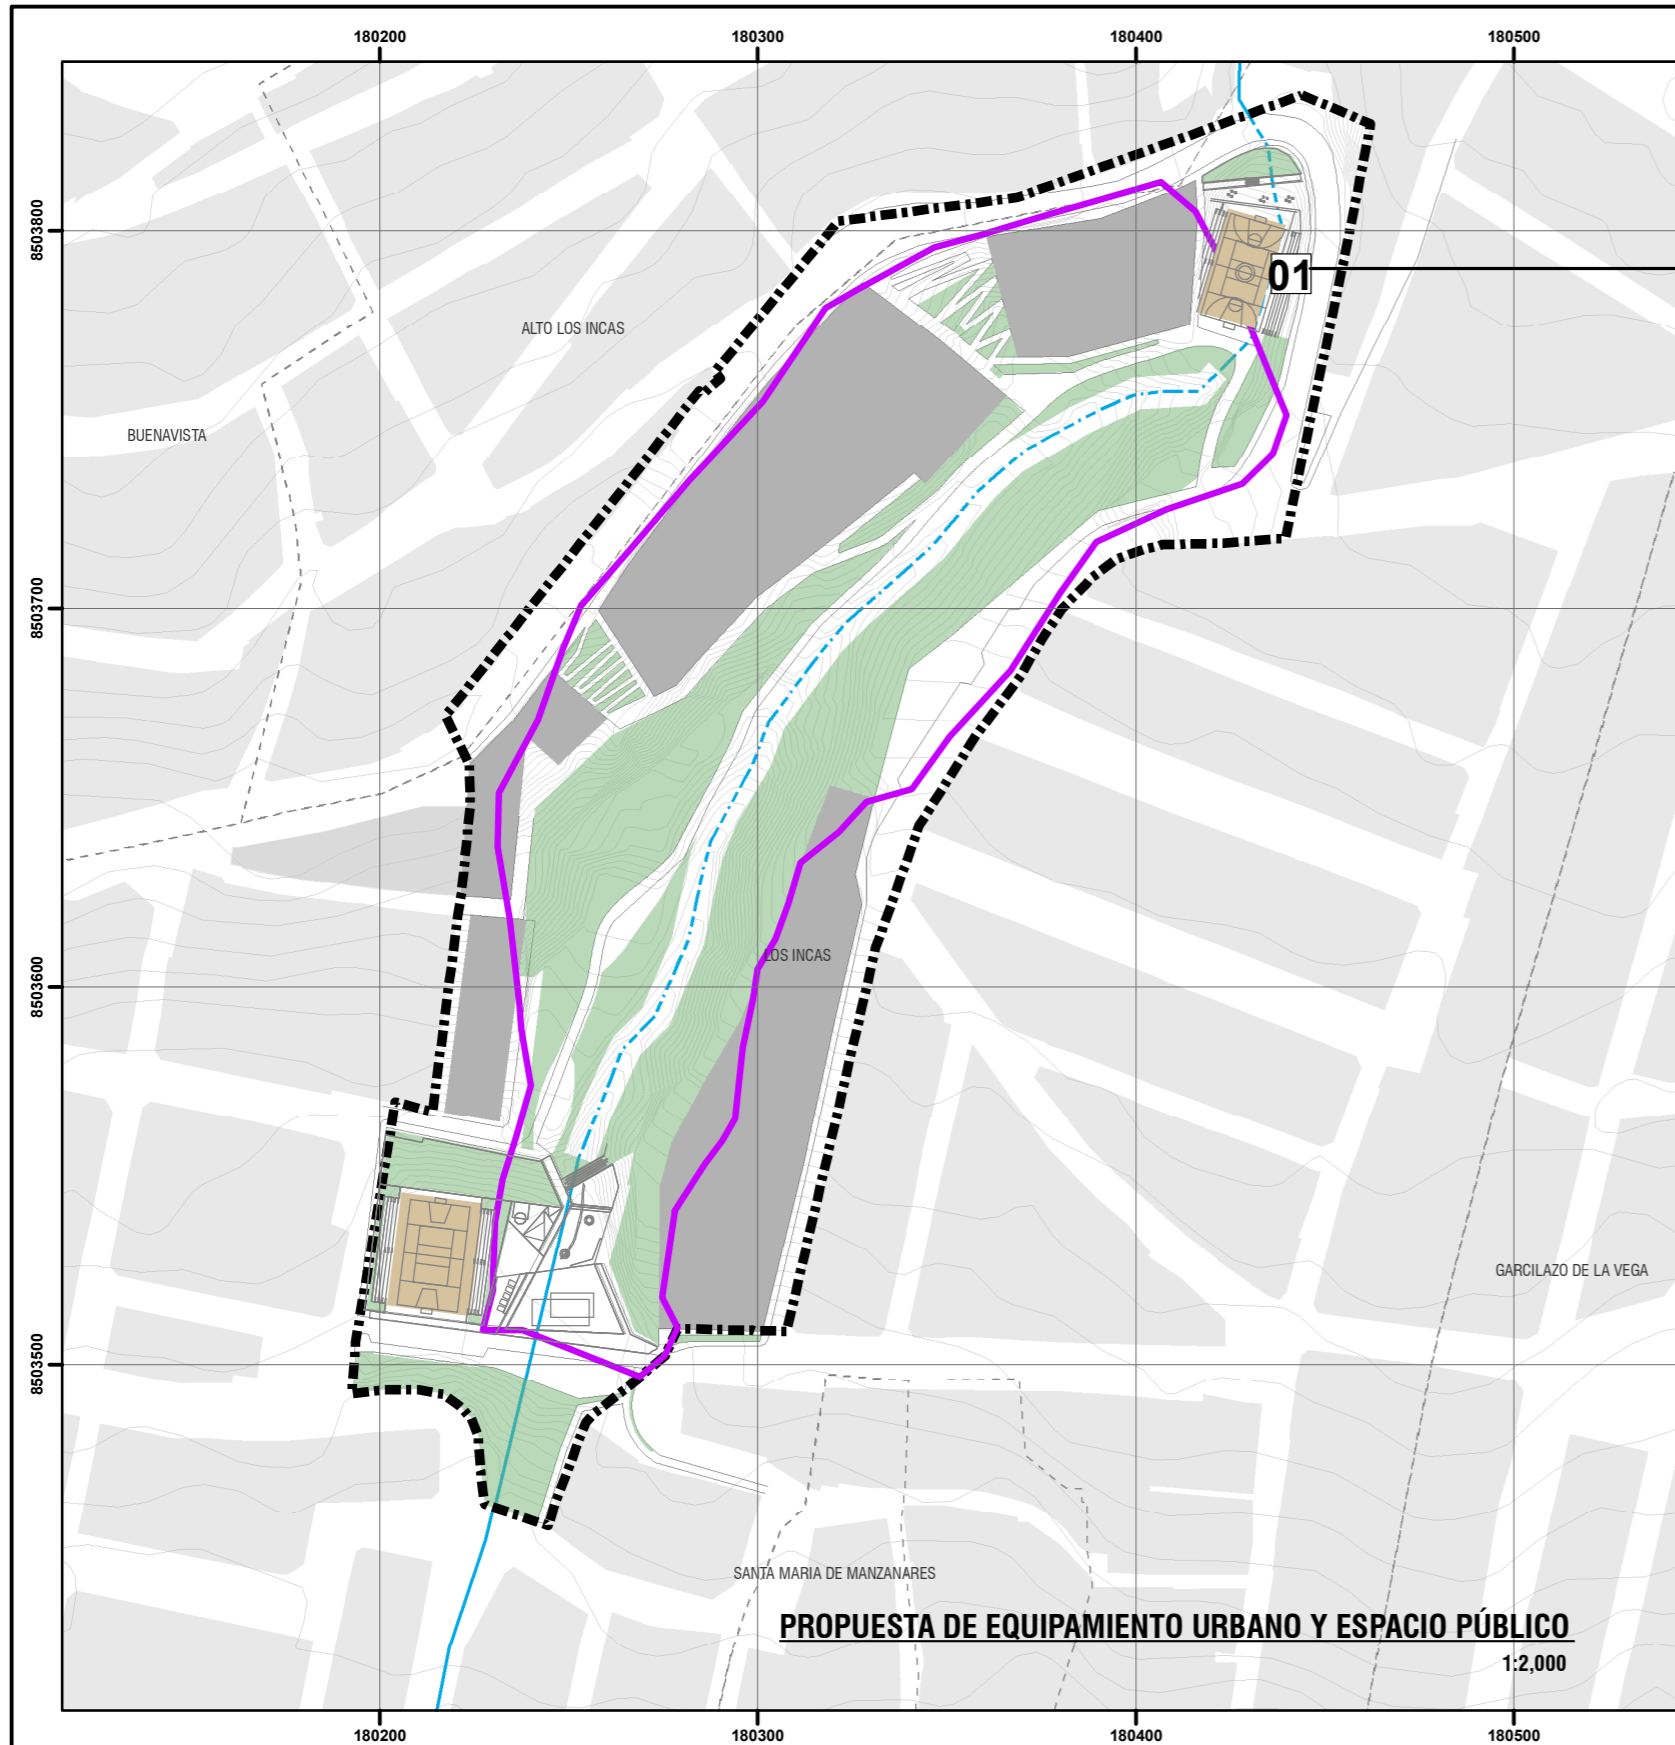 180200 180300 180400 180500
8503800
01
ALTO LOS INCAS
BUENAVISTA
8503700
LOS INCAS
8503600
GARCILAZO DE LA VEGA
8503500
SANTA MARIA DE MANZANARES
PROPUESTA DE EQUIPAMIENTO URBANO Y ESPACIO PÚBLICO
1:2,000
180200 180300 180400 180500